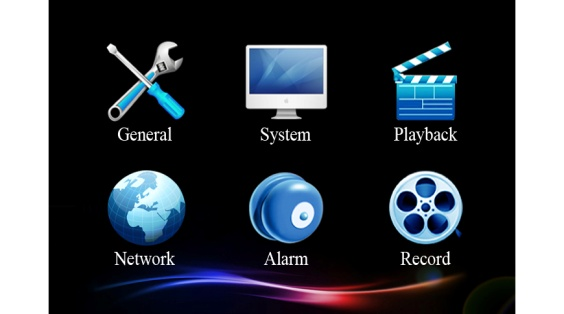 General
System
Playback
Network
Alarm
Record